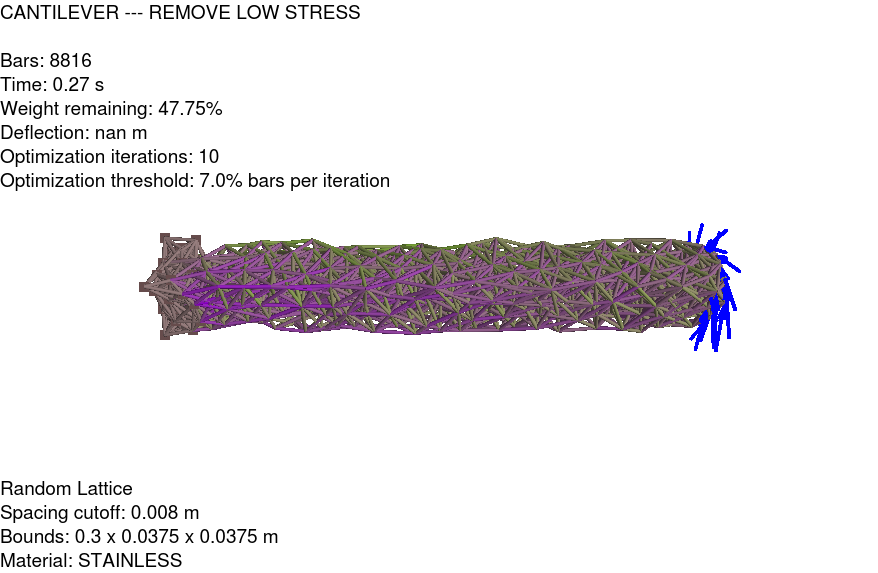 CANTILEVER --- REMOVE LOW STRESS
Bars: 8816
Time: 0.27 s
Weight remaining: 47.75%
Deflection: nan m
Optimization iterations: 10
Optimization threshold: 7.0% bars per iteration
Random Lattice
Spacing cutoff: 0.008 m
Bounds: 0.3 x 0.0375 x 0.0375 m
Material: STAINLESS